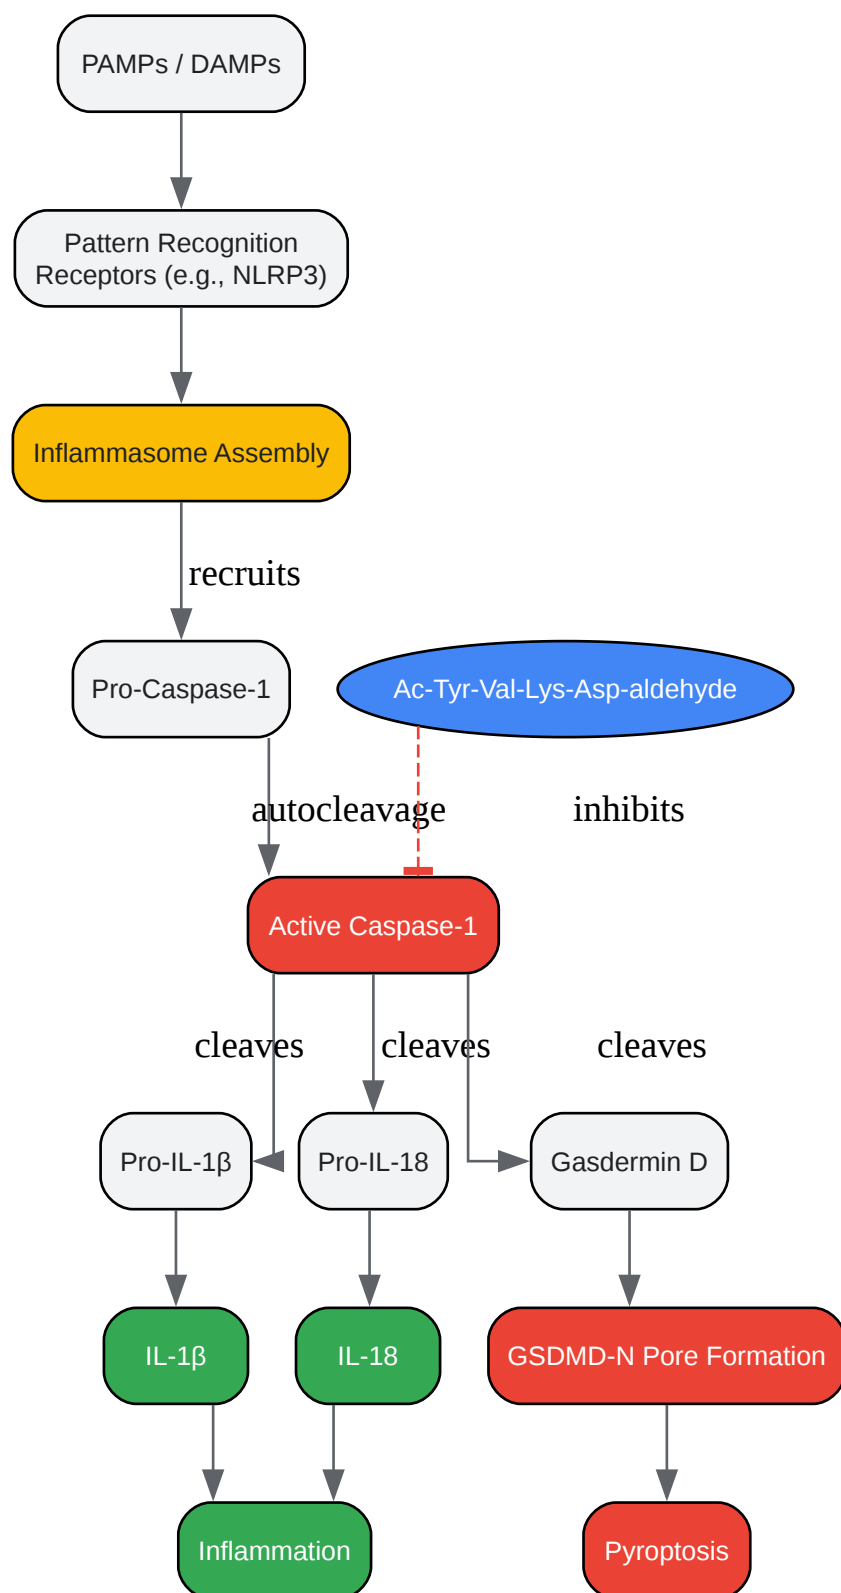 PAMPs / DAMPs
Pattern Recognition
Receptors (e.g., NLRP3)
Inflammasome Assembly
recruits
Pro-Caspase-1
Ac-Tyr-Val-Lys-Asp-aldehyde
autocleavage
inhibits
Active Caspase-1
cleaves
cleaves
cleaves
Pro-IL-1β
Pro-IL-18
Gasdermin D
IL-1β
IL-18
GSDMD-N Pore Formation
Inflammation
Pyroptosis